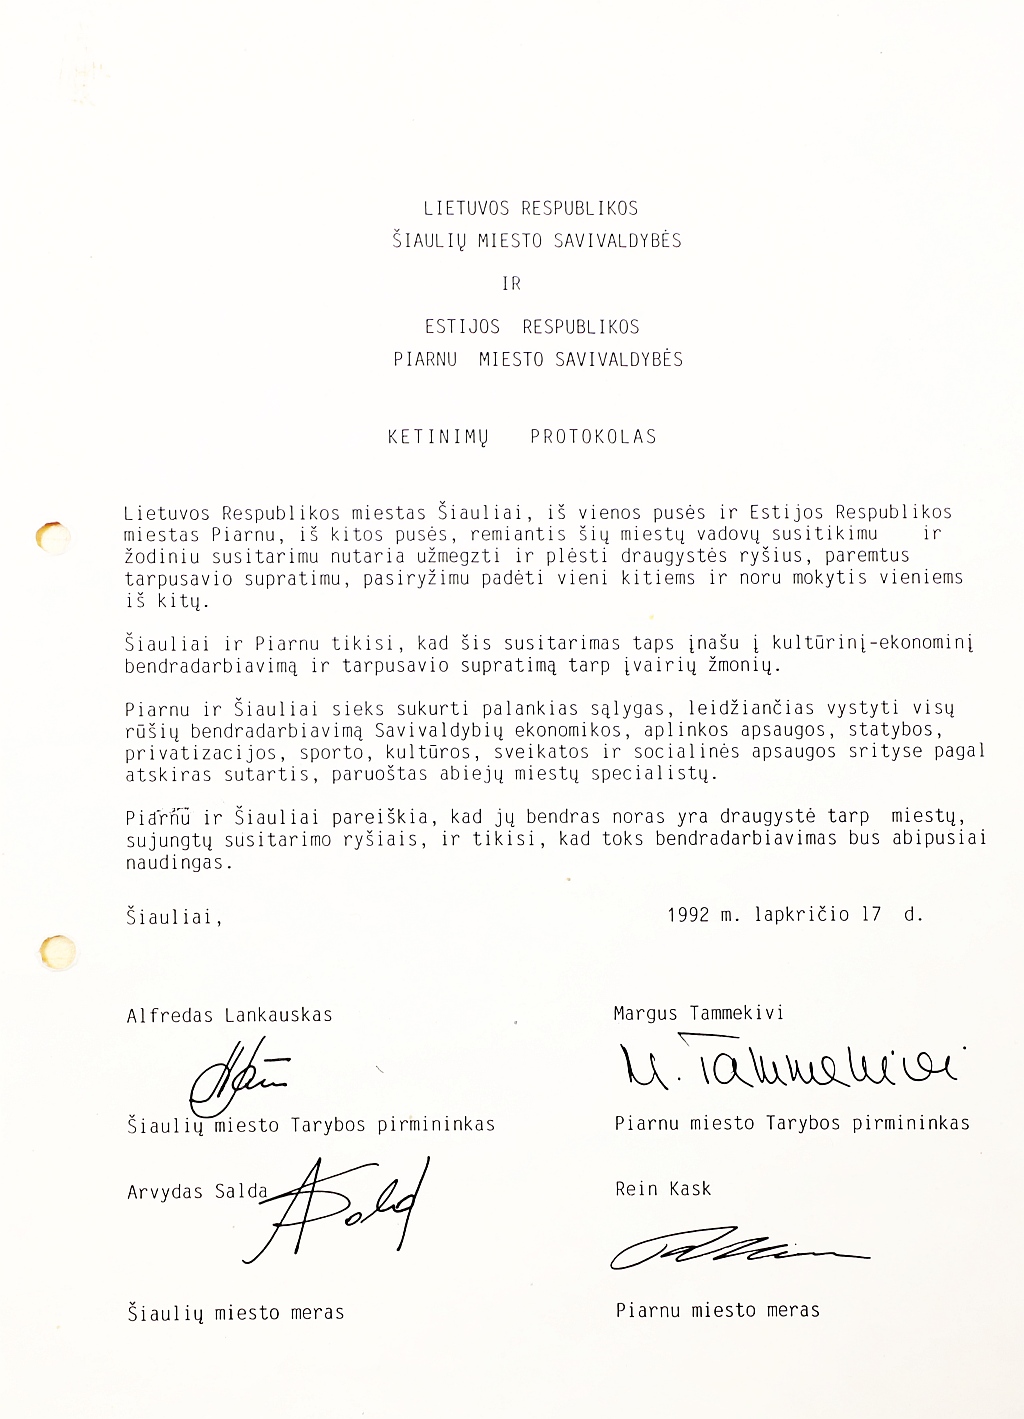 LIETUVOS RESPUBLIKOS
ŠIAULIŲ MIESTO SAVIVALDYBĖS
IR
ESTIJOS RESPUBLIKOS
PIARNU MIESTO SAVIVALDYBĖS
KETINIMŲ PROTOKOLAS
Lietuvos Respublikos miestas Šiauliai, iš vienos pusės ir Estijos Respublikos
miestas Piarnu, iš kitos pusės, remiantis šių miestų vadovų susitikimu ir
žodiniu susitarimu nutaria užmegzti ir plėsti draugystės ryšius, paremtus
tarpusavio supratimu, pasiryžimu padėti vieni kitiems ir noru mokytis vieniems
iš kitų.
Šiauliai ir Piarnu tikisi, kad šis susitarimas taps įnašu į kultūrinį-ekonominį
bendradarbiavimą ir tarpusavio supratimą tarp įvairių žmonių.
Piarnu ir Šiauliai sieks sukurti palankias sąlygas, leidžiančias vystyti visų
rūšių bendradarbiavimą Savivaldybių ekonomikos, aplinkos apsaugos, statybos,
privatizacijos, sporto, kultūros, sveikatos ir socialinės apsaugos srityse pagal
atskiras sutartis, paruoštas abiejų miestų specialistų.
Piarnu ir Šiauliai pareiškia, kad jų bendras noras yra draugystė tarp miestų,
sujungtų susitarimo ryšiais, ir tikisi, kad toks bendradarbiavimas bus abipusiai
naudingas.
Šiauliai, 1992 m. lapkričio 17 d.
Alfredas Lankauskas Margus Tammekivi
M. Tammekivi
Šiaulių miesto Tarybos pirmininkas Piarnu miesto Tarybos pirmininkas
Arvydas Salda Rein Kask
A Sald
Šiaulių miesto meras Piarnu miesto meras